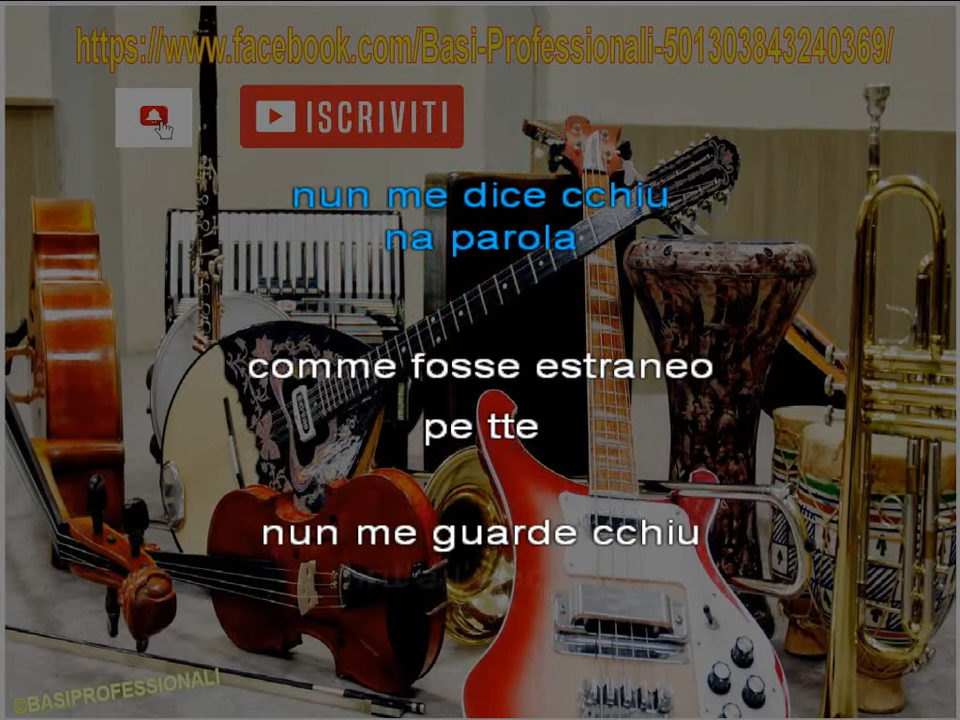 https://www.facebook.com/Basi-Professionali-501303843240369/
ISCRIVITI
nun me dice cchiu
na parola
comme fosse estraneo
pe tte
nun me guarde cchiu
©BASIPROFESSIONALI